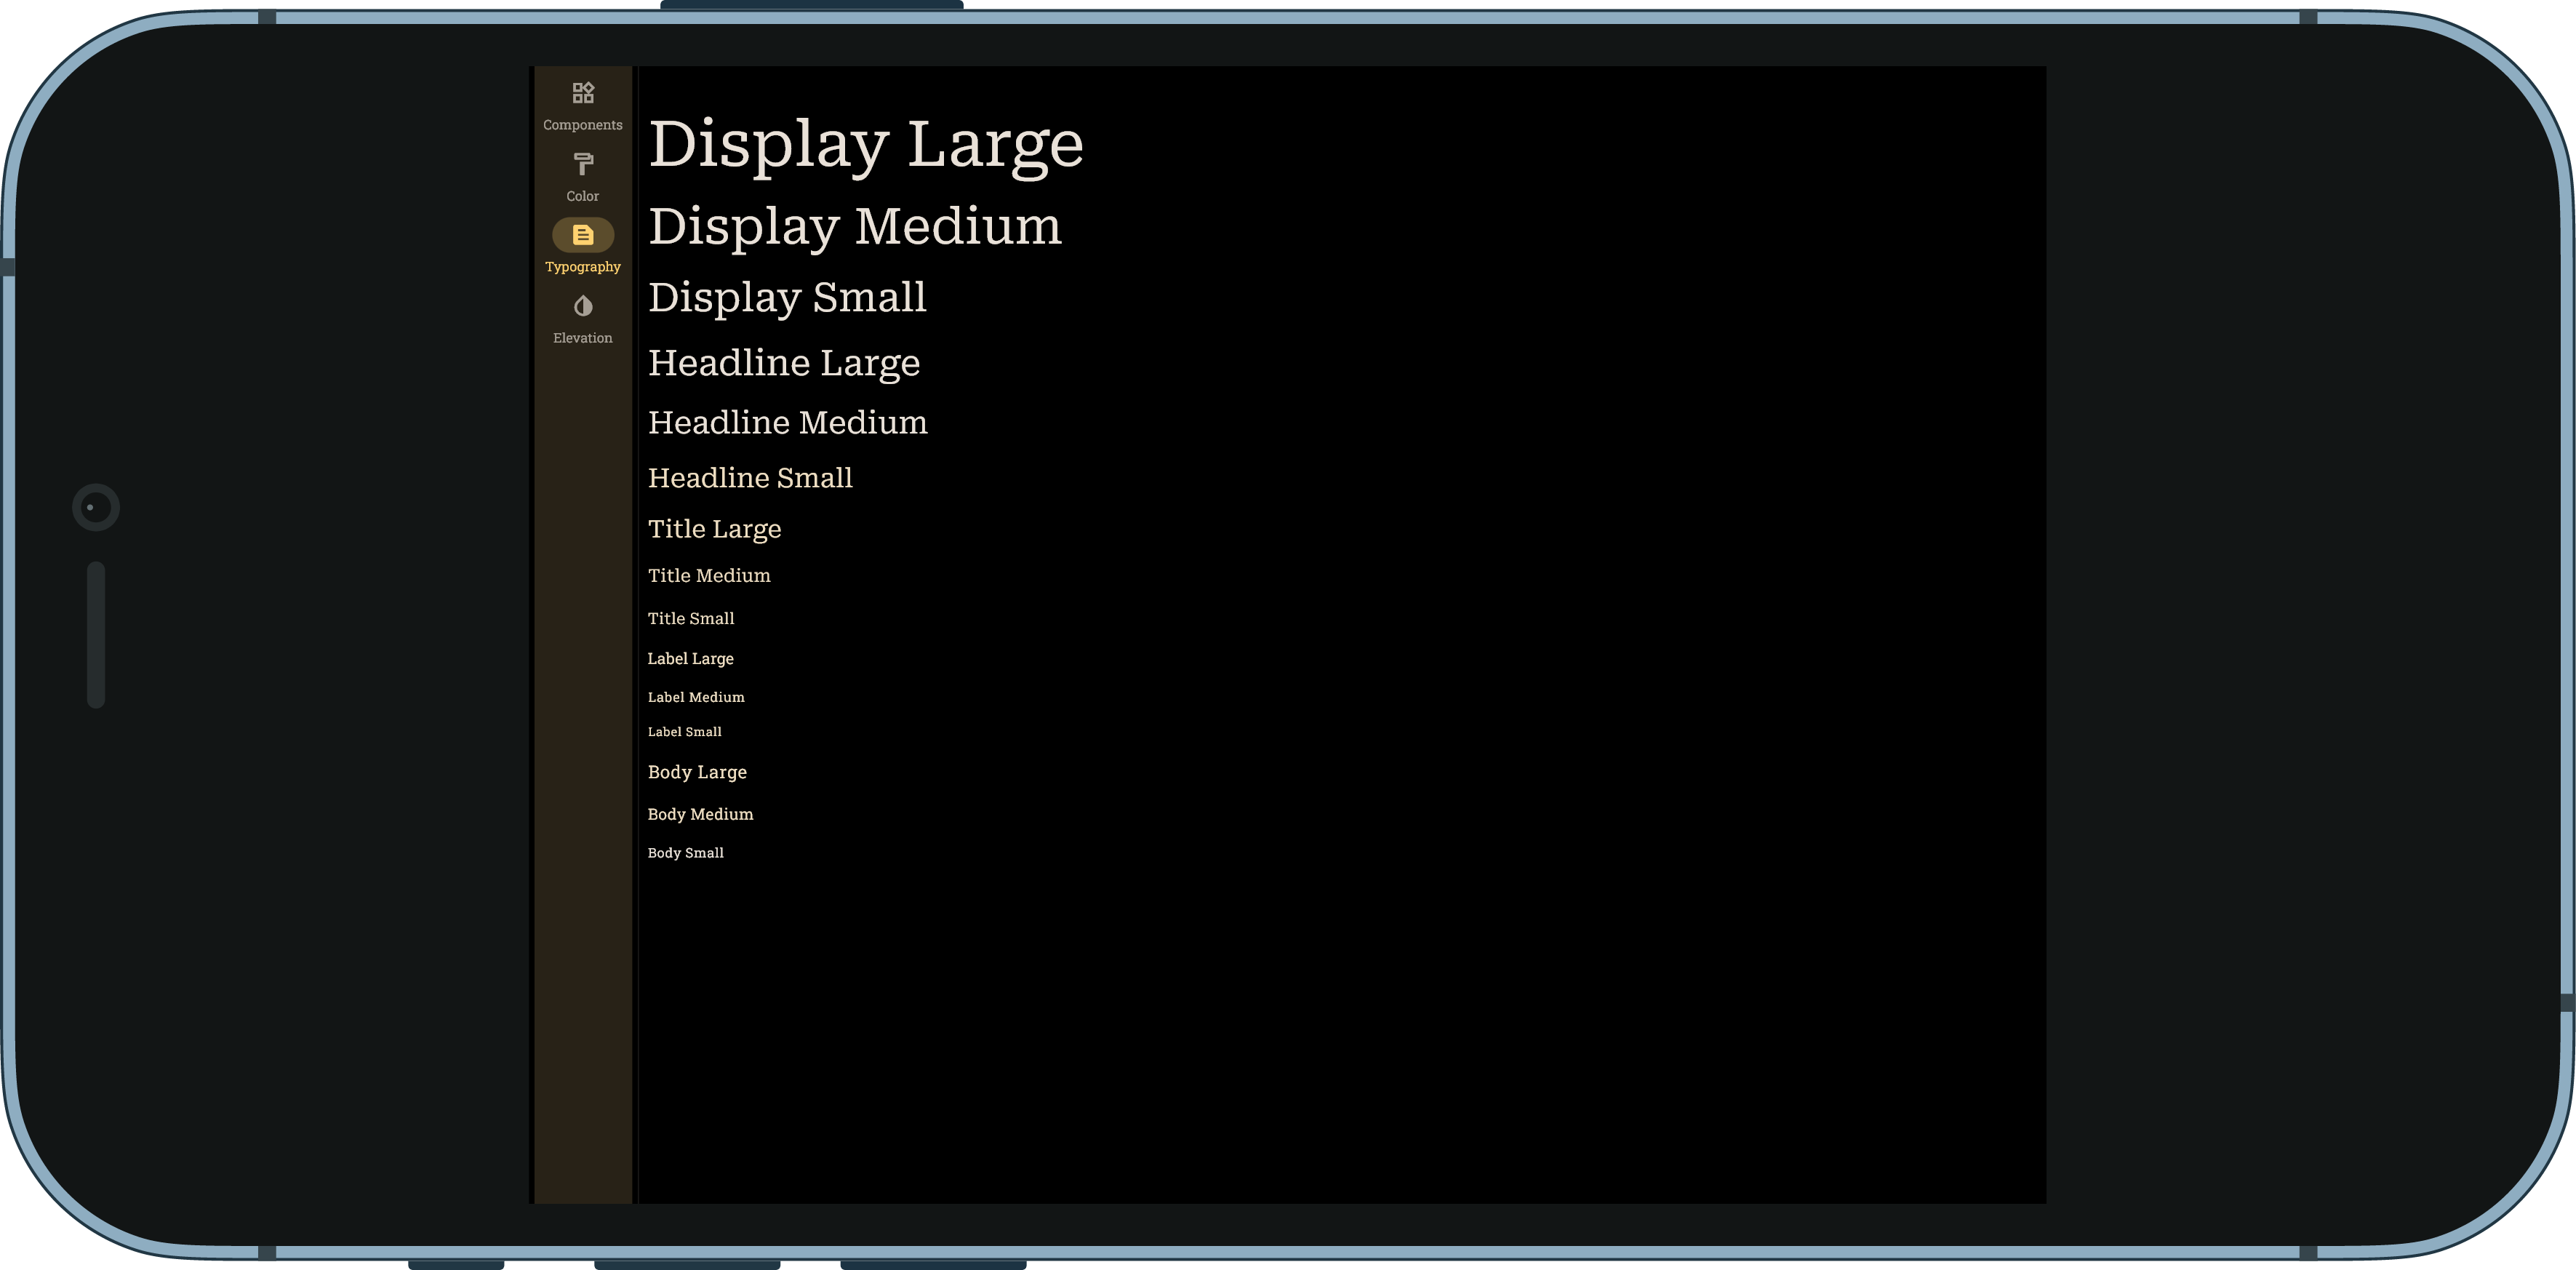 Components
Color
Typography
Elevation
Display Large
Display Medium
Display Small
Headline Large
Headline Medium
Headline Small
Title Large
Title Medium
Title Small
Label Large
Label Medium
Label Small
Body Large
Body Medium
Body Small